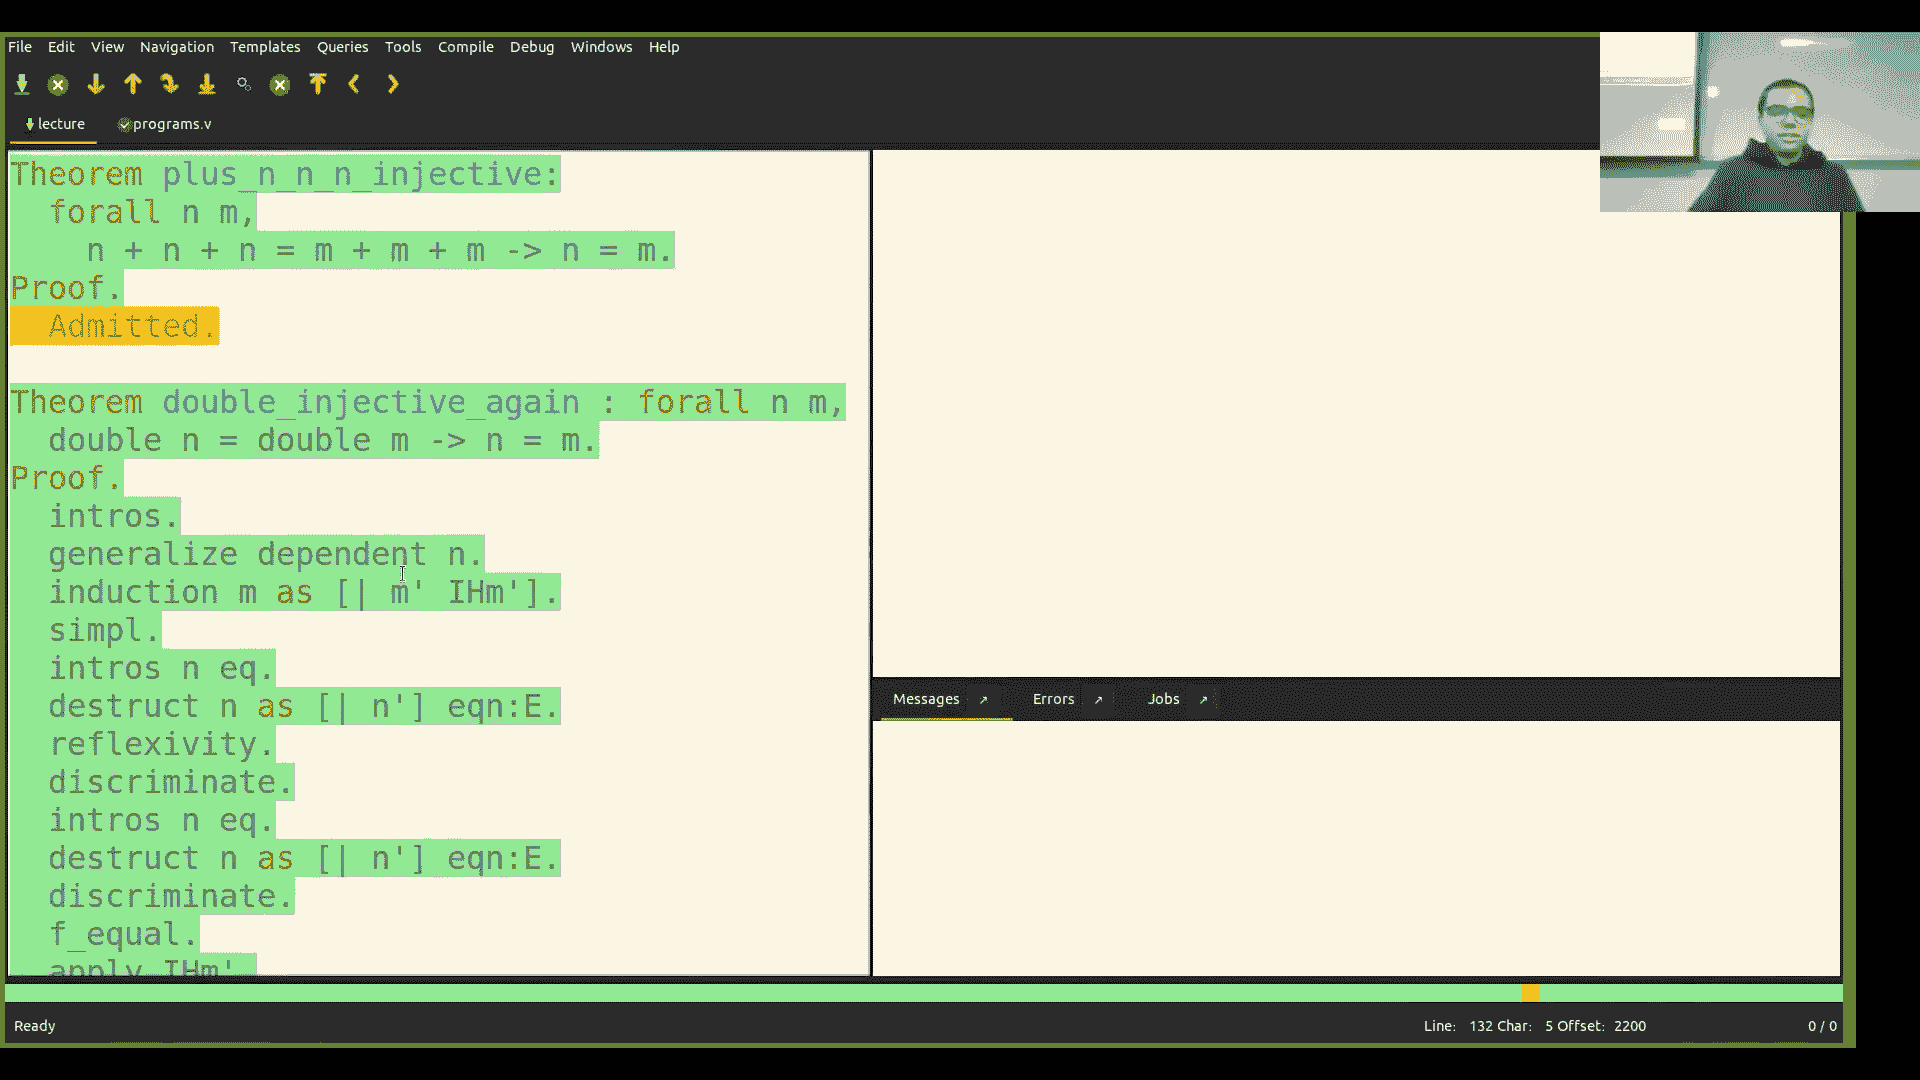 File Edit View Navigation Templates Queries Tools Compile Debug Windows Help
lecture programs.v
Theorem plus_n_n_n_injective:
forall n m,
n + n + n = m + m + m -> n = m.
Proof.
Admitted.
Theorem double_injective_again : forall n m,
double n = double m -> n = m.
Proof.
intros.
generalize dependent n.
induction m as [| m' IHm'].
simpl.
intros n eq.
destruct n as [| n'] eqn:E.
reflexivity.
discriminate.
intros n eq.
destruct n as [| n'] eqn:E.
discriminate.
f_equal.
apply IHm'.
Messages Errors Jobs
Ready Line: 132 Char: 5 Offset: 2200 0 / 0